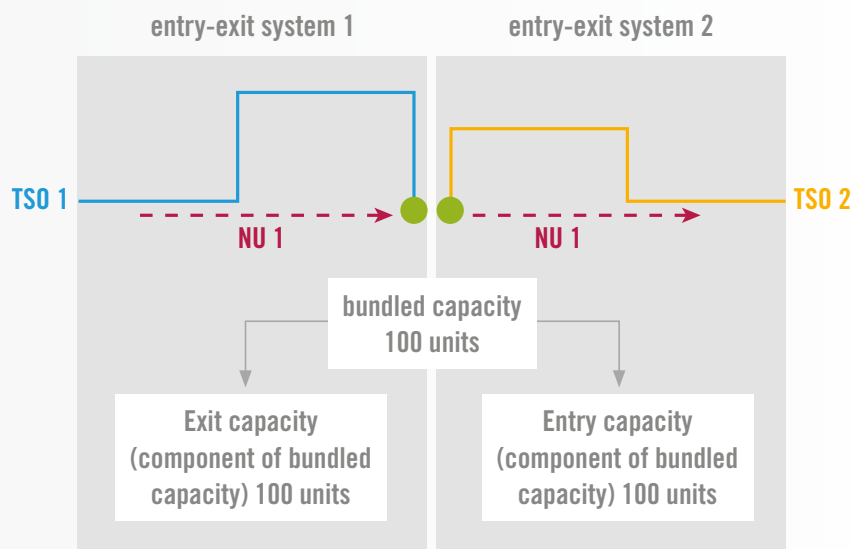 entry-exit system 1
entry-exit system 2
TSO 1
TSO 2
NU 1
NU 1
bundled capacity
100 units
Exit capacity
(component of bundled
capacity) 100 units
Entry capacity
(component of bundled
capacity) 100 units